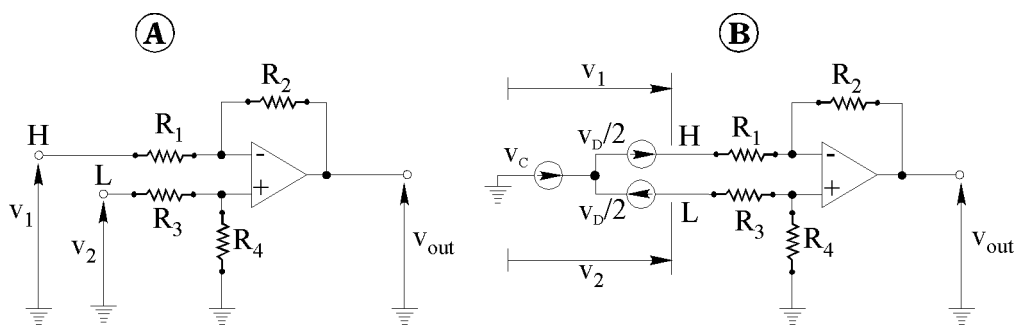 A
R2
H
R1
-
L
+
R3
v1
v2
R4
vout
B
v1
R2
vD/2
H
R1
vC
-
+
vD/2
L
R3
R4
v2
vout